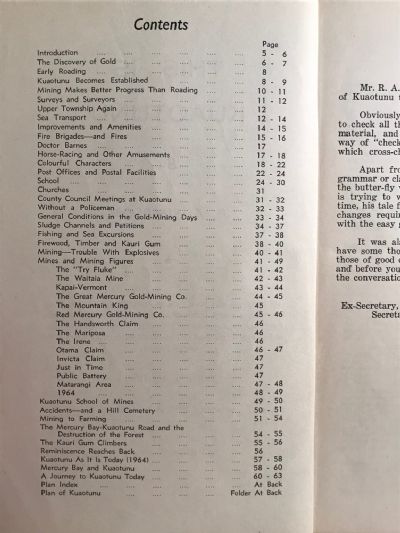 Contents
Page
Introduction .... .... .... .... 5 - 6
The Discovery of Gold .... .... .... .... 6 - 7
Early Roading .... .... .... .... 8
Kuaotunu Becomes Established .... .... .... 8 - 9
Mining Makes Better Progress Than Roading .... 10 - 11
Surveys and Surveyors .... .... .... .... 11 - 12
Upper Township Again .... .... .... .... 12
Sea Transport .... .... .... .... 12 - 14
Improvements and Amenities .... .... .... 14 - 15
Fire Brigades—and Fires .... .... .... 15 - 16
Doctor Barnes .... .... .... .... 17
Horse-Racing and Other Amusements .... .... 17 - 18
Colourful Characters .... .... .... .... 18 - 22
Post Offices and Postal Facilities .... .... 22 - 24
School .... .... .... .... 24 - 30
Churches .... .... .... .... 31
County Council Meetings at Kuaotunu .... .... 31 - 32
Without a Policeman .... .... .... .... 32 - 33
General Conditions in the Gold-Mining Days .... 33 - 34
Sludge Channels and Petitions .... .... .... 34 - 37
Fishing and Sea Excursions .... .... .... 37 - 38
Firewood, Timber and Kauri Gum .... .... 38 - 40
Mining—Trouble With Explosives .... .... 40 - 41
Mines and Mining Figures .... .... .... 41 - 49
The "Try Fluke" .... .... .... 41 - 42
The Waitaia Mine .... .... .... 42 - 43
Kapai-Vermont .... .... .... 43 - 44
The Great Mercury Gold-Mining Co. .... 44 - 45
The Mountain King .... .... .... 45
Red Mercury Gold-Mining Co. .... .... 45 - 46
The Handsworth Claim .... .... .... 46
The Mariposa .... .... .... 46
The Irene .... .... .... .... 46
Otama Claim .... .... .... 46 - 47
Invicta Claim .... .... .... 47
Just in Time .... .... .... 47
Public Battery .... .... .... 47
Matarangi Area .... .... .... 47 - 48
1964 .... .... .... .... 48 - 49
Kuaotunu School of Mines .... .... .... 49 - 50
Accidents—and a Hill Cemetery .... .... 50 - 51
Mining to Farming .... .... .... .... 51 - 54
The Mercury Bay-Kuaotunu Road and the
Destruction of the Forest .... .... .... 54 - 55
The Kauri Gum Climbers .... .... .... 55 - 56
Reminiscence Reaches Back .... .... .... 56
Kuaotunu As It Is Today (1964) .... .... .... 57 - 58
Mercury Bay and Kuaotunu .... .... .... 58 - 60
A Journey to Kuaotunu Today .... .... .... 60 - 63
Plan Index .... .... .... .... At Back
Plan of Kuaotunu .... .... .... Folder At Back
Mr. R. A.
of Kuaotunu
Obviously
to check all th
material, and
way of "check
which cross-ch
Apart from
grammar or cl
the butter-fly
is trying to
time, his tale f
changes requir
with the easy
It was al
have some the
those of good
and before you
the conversatio
Ex-Secretary,
Secreta